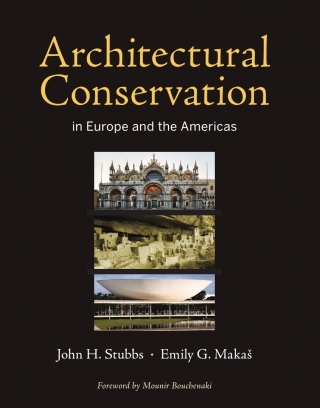 Architectural
Conservation
in Europe and the Americas
John H. Stubbs · Emily G. Makaš
Foreword by Mounir Bouchenaki